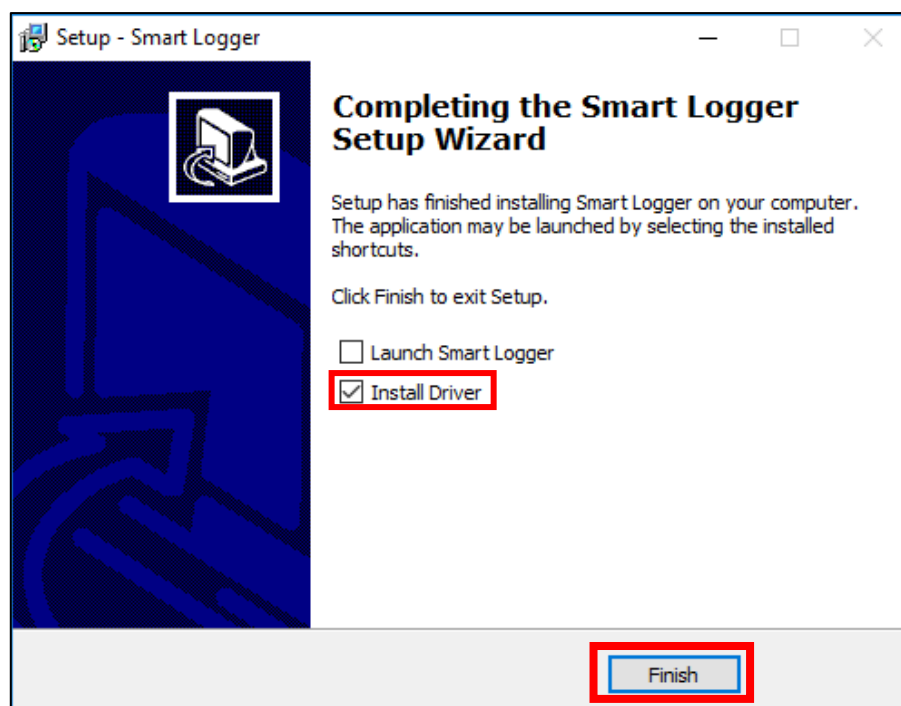 Setup - Smart Logger
Completing the Smart Logger
Setup Wizard
Setup has finished installing Smart Logger on your computer.
The application may be launched by selecting the installed
shortcuts.
Click Finish to exit Setup.
Launch Smart Logger
Install Driver
Finish